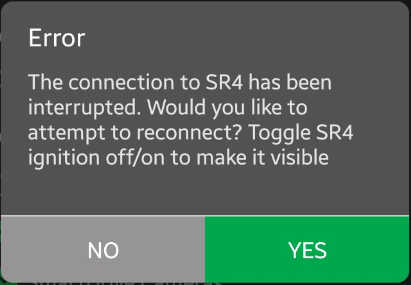 Error
The connection to SR4 has been
interrupted. Would you like to
attempt to reconnect? Toggle SR4
ignition off/on to make it visible
NO
YES